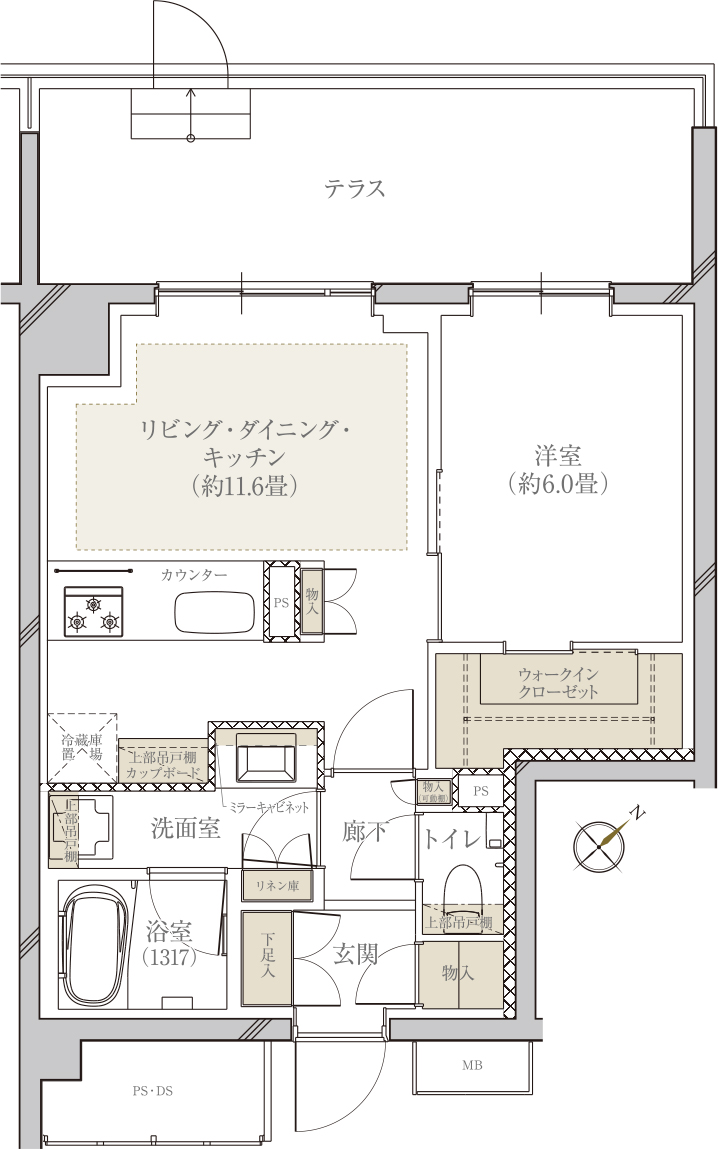 テラス
リビング・ダイニング・
キッチン
（約11.6畳）
洋室
（約6.0畳）
カウンター
PS
物入
ウォークイン
クローゼット
冷蔵庫
置場
上部吊戸棚
カップボード
ミラーキャビネット
物入
（可動棚）
PS
N
上部吊戸棚
洗面室
廊下
トイレ
リネン庫
上部吊戸棚
浴室
（1317）
下足入
玄関
物入
PS・DS
MB